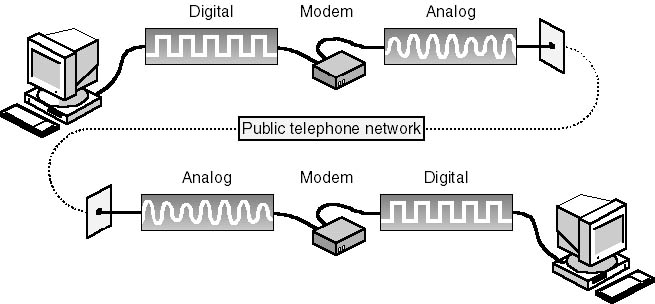 Digital
Modem
Analog
Public telephone network
Analog
Modem
Digital